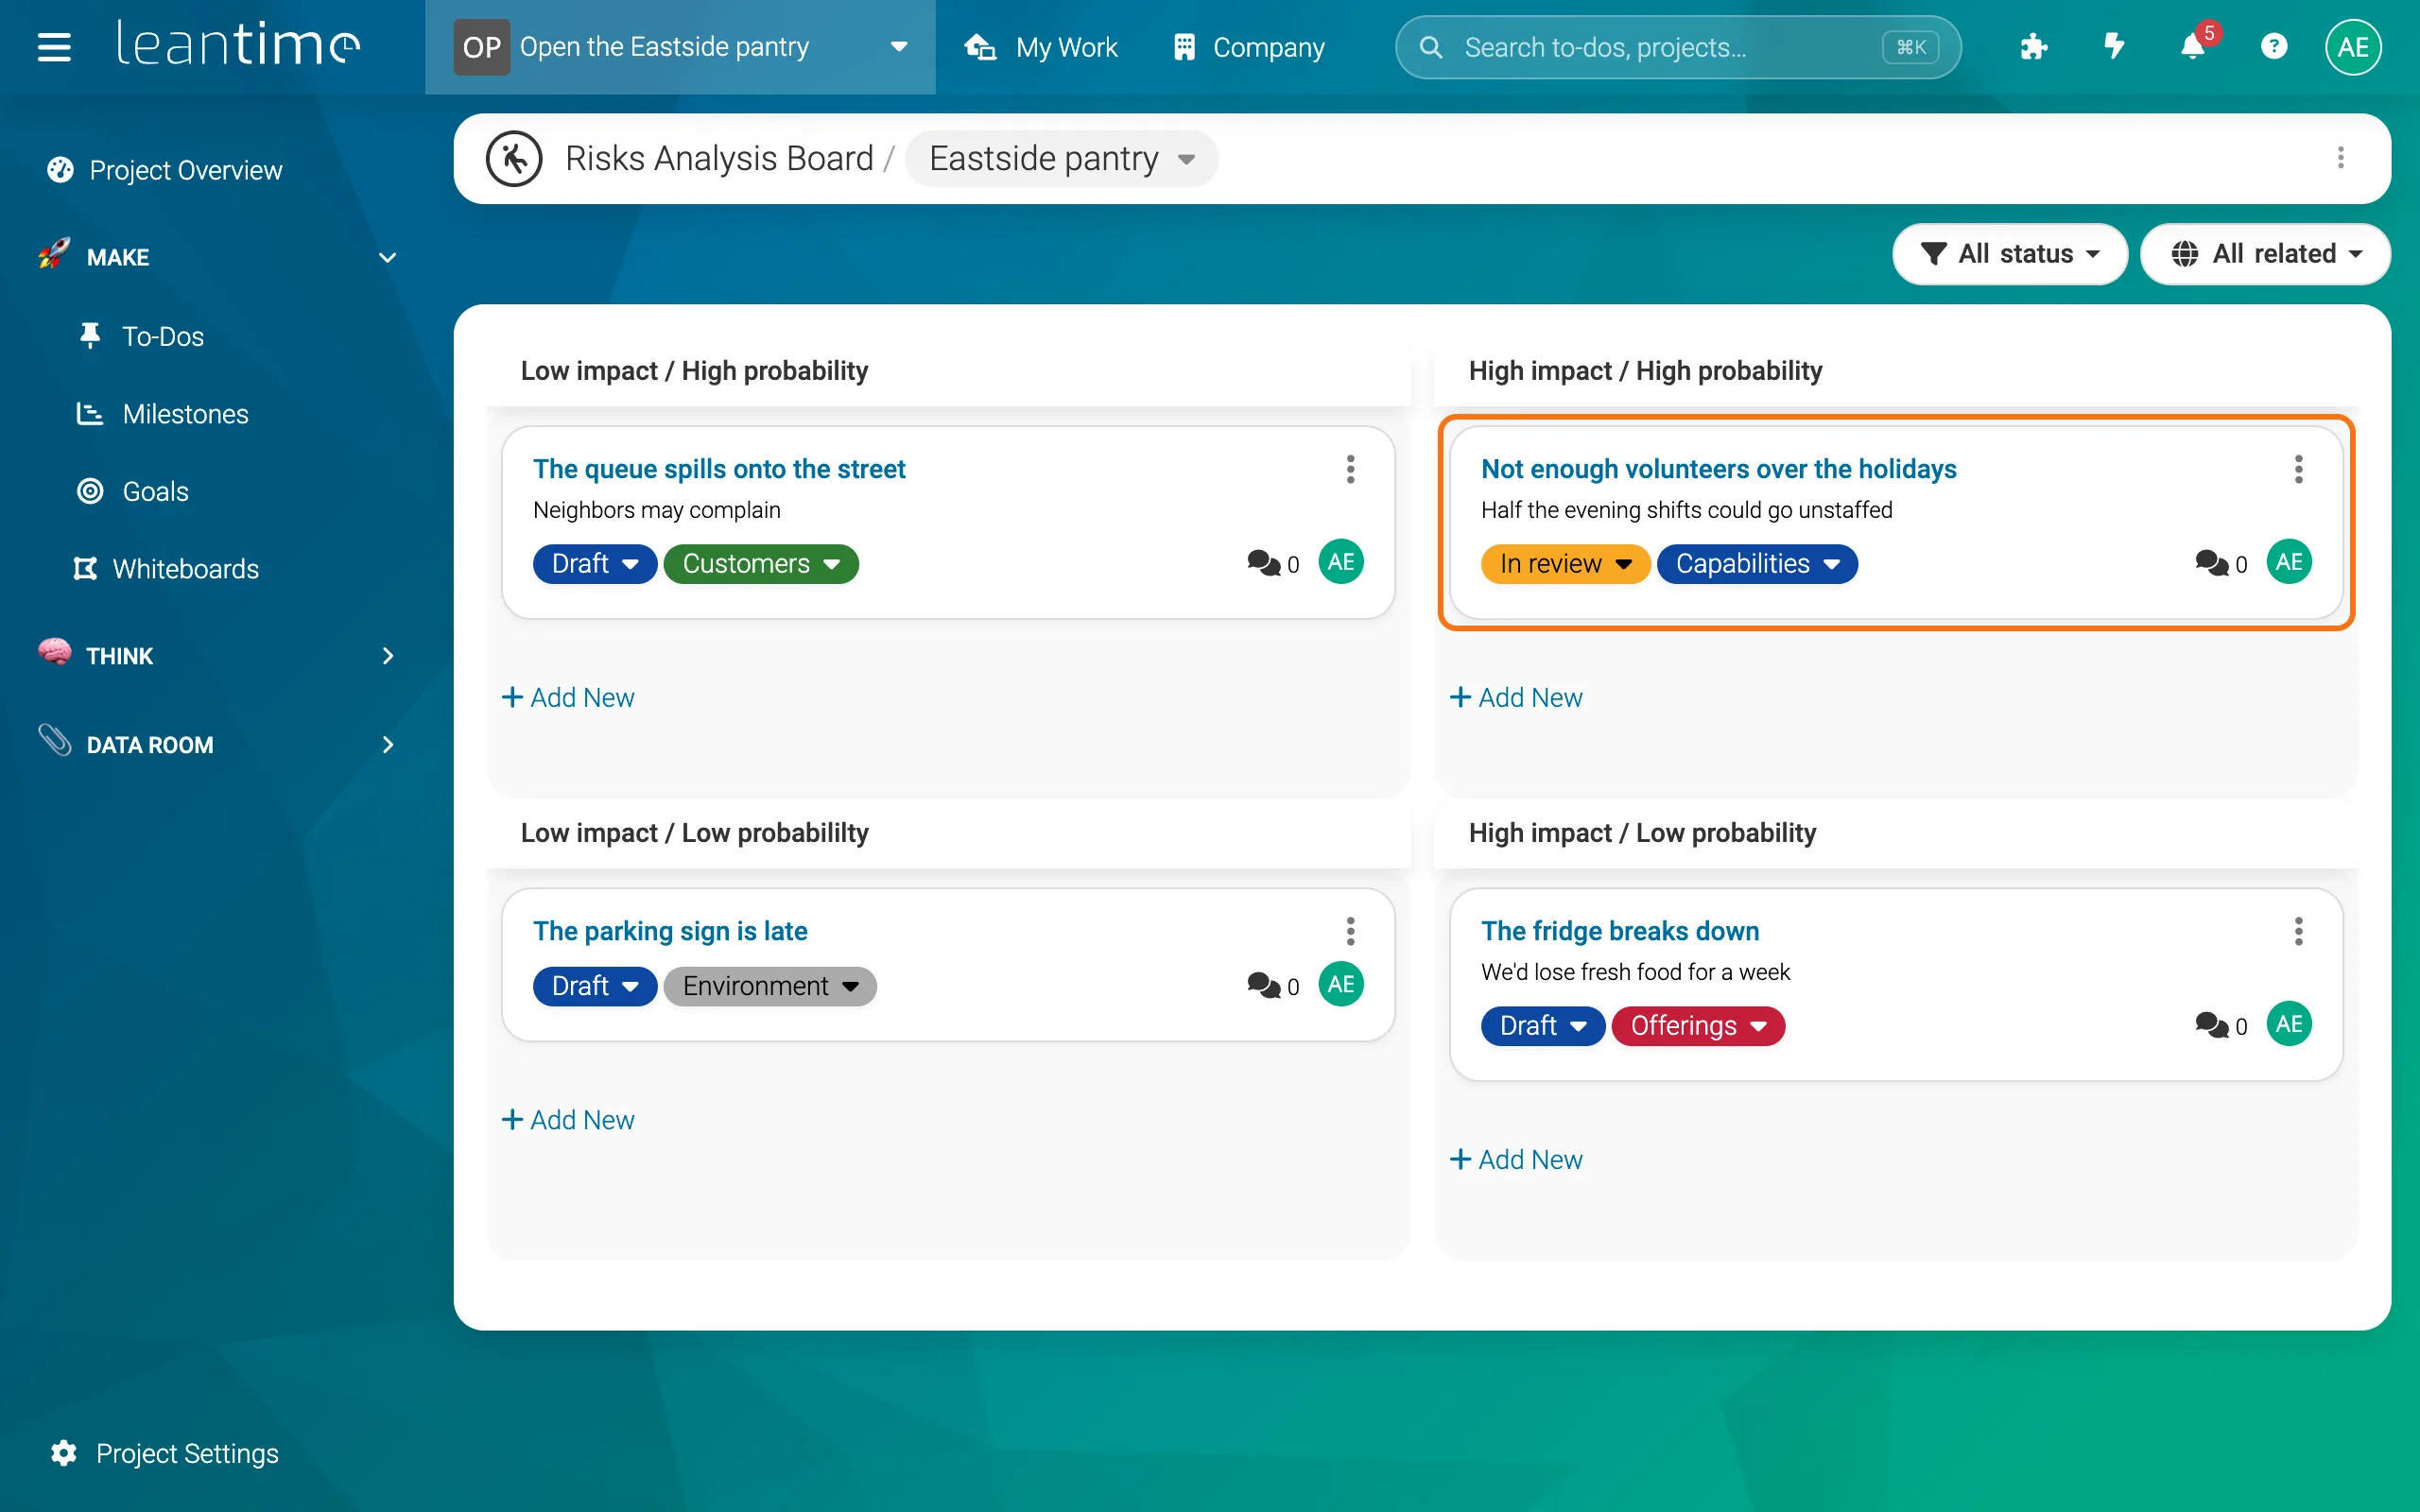 leantime
OP Open the Eastside pantry
My Work
Company
Search to-dos, projects...
⌘K
5
AE
Project Overview
MAKE
To-Dos
Milestones
Goals
Whiteboards
THINK
DATA ROOM
Project Settings
Risks Analysis Board / Eastside pantry
All status
All related
Low impact / High probability
The queue spills onto the street
Neighbors may complain
Draft Customers 0 AE
+ Add New
High impact / High probability
Not enough volunteers over the holidays
Half the evening shifts could go unstaffed
In review Capabilities 0 AE
+ Add New
Low impact / Low probabililty
The parking sign is late
Draft Environment 0 AE
+ Add New
High impact / Low probability
The fridge breaks down
We'd lose fresh food for a week
Draft Offerings 0 AE
+ Add New